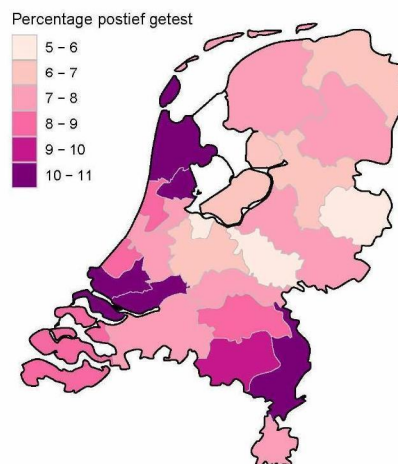 Percentage postief getest
5 – 6
6 – 7
7 – 8
8 – 9
9 – 10
10 – 11